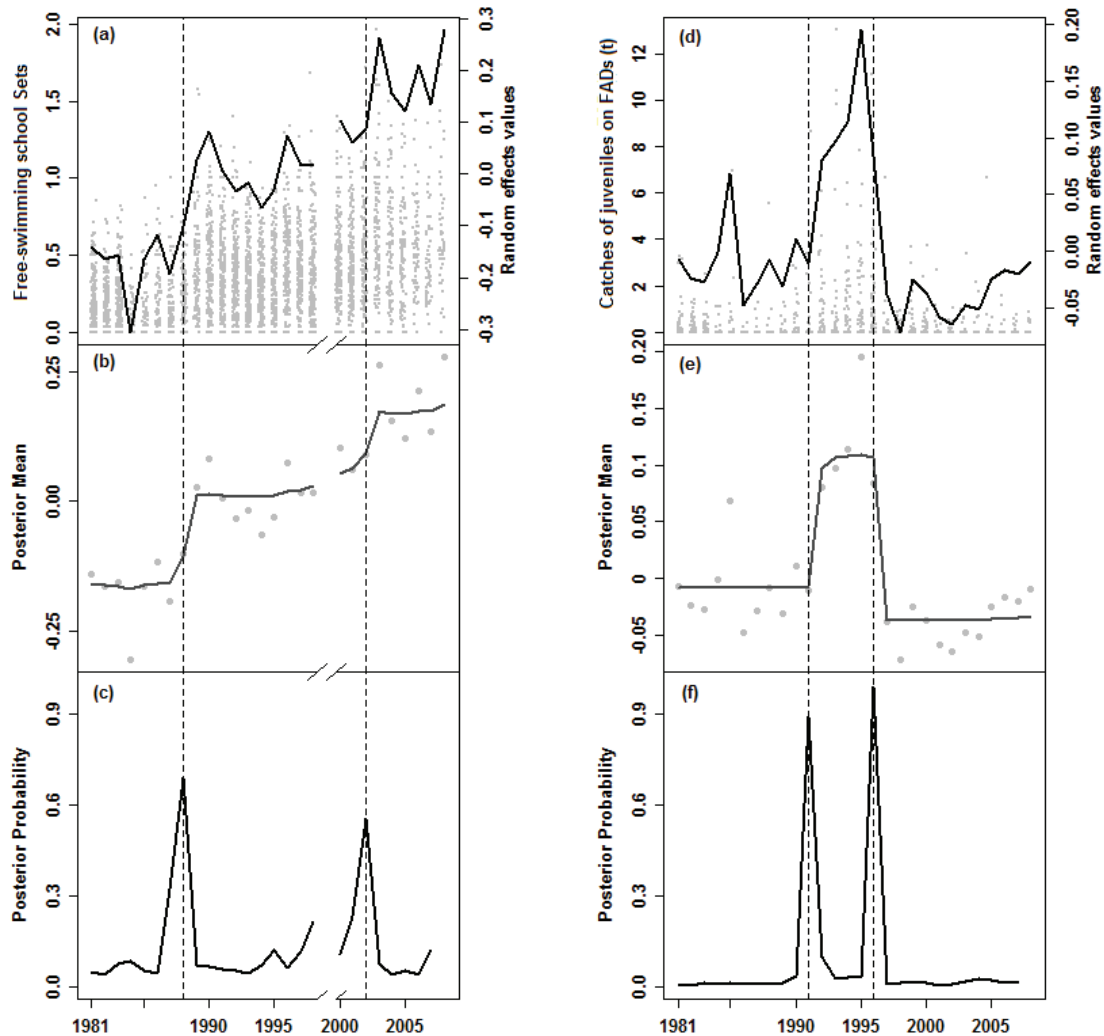 (a)
Free-swimming school Sets
0.0 0.5 1.0 1.5 2.0
-0.3 -0.2 -0.1 0.0 0.1 0.2 0.3
Random effects values
(b)
Posterior Mean
-0.25 0.00 0.25
(c)
Posterior Probability
0.0 0.3 0.6 0.9
1981 1990 1995 2000 2005
(d)
Catches of juveniles on FADs (t)
0 2 4 6 8 10 12
-0.05 0.00 0.05 0.10 0.15 0.20
Random effects values
(e)
Posterior Mean
-0.05 0 0.05 0.1 0.15 0.20
(f)
Posterior Probability
0.0 0.3 0.6 0.9
1981 1990 1995 2000 2005